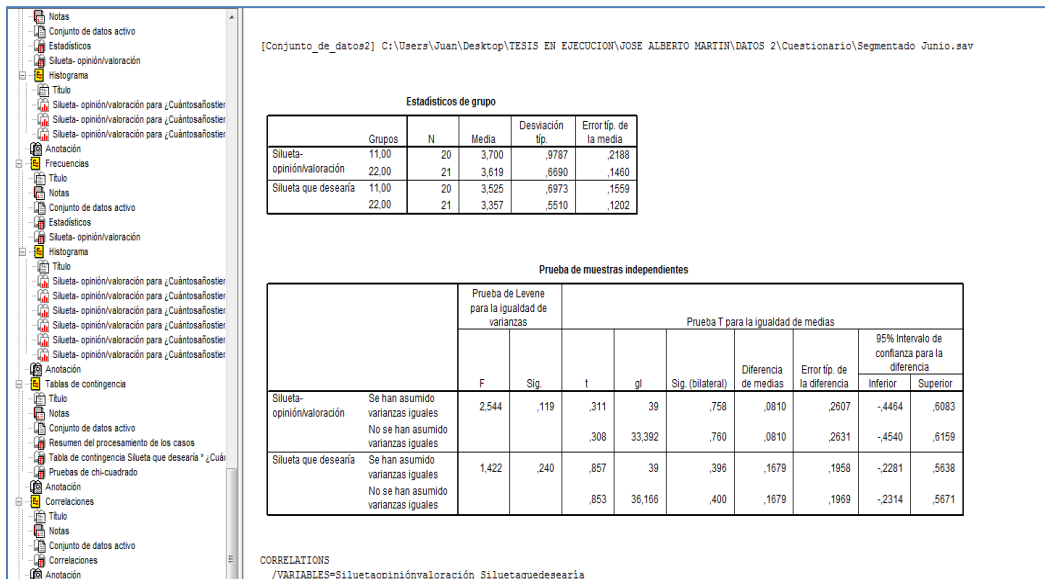 Notas
Conjunto de datos activo
Estadísticos
Silueta- opinión/valoración
Histograma
Título
Silueta- opinión/valoración para ¿Cuántosañostier
Silueta- opinión/valoración para ¿Cuántosañostier
Silueta- opinión/valoración para ¿Cuántosañostier
Anotación
Frecuencias
Título
Notas
Conjunto de datos activo
Estadísticos
Silueta- opinión/valoración
Histograma
Título
Silueta- opinión/valoración para ¿Cuántosañostier
Silueta- opinión/valoración para ¿Cuántosañostier
Silueta- opinión/valoración para ¿Cuántosañostier
Silueta- opinión/valoración para ¿Cuántosañostier
Silueta- opinión/valoración para ¿Cuántosañostier
Silueta- opinión/valoración para ¿Cuántosañostier
Anotación
Tablas de contingencia
Título
Notas
Conjunto de datos activo
Resumen del procesamiento de los casos
Tabla de contingencia Silueta que desearía * ¿Cuá
Pruebas de chi-cuadrado
Anotación
Correlaciones
Título
Notas
Conjunto de datos activo
Correlaciones
Anotación
[Conjunto_de_datos2] C:\Users\Juan\Desktop\TESIS EN EJECUCION\JOSE ALBERTO MARTIN\DATOS 2\Cuestionario\Segmentado Junio.sav
Estadísticos de grupo
Grupos N Media Desviación típ. Error típ. de la media
Silueta- opinión/valoración 11,00 20 3,700 ,9787 ,2188
22,00 21 3,619 ,6690 ,1460
Silueta que desearía 11,00 20 3,525 ,6973 ,1559
22,00 21 3,357 ,5510 ,1202
Prueba de muestras independientes
Prueba de Levene para la igualdad de varianzas Prueba T para la igualdad de medias
95% Intervalo de confianza para la diferencia
F Sig. t gl Sig. (bilateral) Diferencia de medias Error típ. de la diferencia Inferior Superior
Silueta- opinión/valoración Se han asumido varianzas iguales 2,544 ,119 ,311 39 ,758 ,0810 ,2607 -,4464 ,6083
No se han asumido varianzas iguales ,308 33,392 ,760 ,0810 ,2631 -,4540 ,6159
Silueta que desearía Se han asumido varianzas iguales 1,422 ,240 ,857 39 ,396 ,1679 ,1958 -,2281 ,5638
No se han asumido varianzas iguales ,853 36,166 ,400 ,1679 ,1969 -,2314 ,5671
CORRELATIONS
/VARIABLES=Siluetaopiniónvaloración Siluetaquedesearía